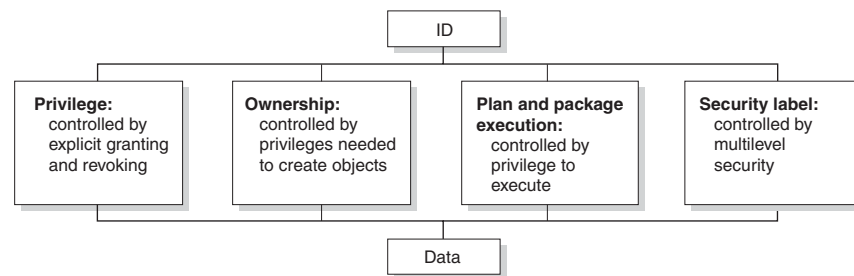 ID
Privilege:
controlled by
explicit granting
and revoking
Ownership:
controlled by
privileges needed
to create objects
Plan and package
execution:
controlled by
privilege to
execute
Security label:
controlled by
multilevel
security
Data